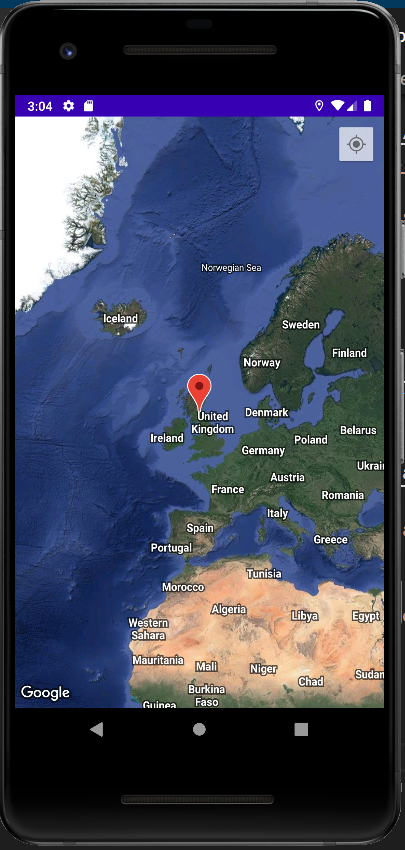 3:04
Norwegian Sea
Iceland
Sweden
Finland
Norway
United
Kingdom
Denmark
Belarus
Ireland
Poland
Germany
Ukrai
Austria
France
Romania
Italy
Spain
Greece
Portugal
Tunisia
Morocco
Algeria
Libya
Egypt
Western
Sahara
Mauritania
Mali
Niger
Chad
Sudan
Burkina
Faso
Guinea
Google